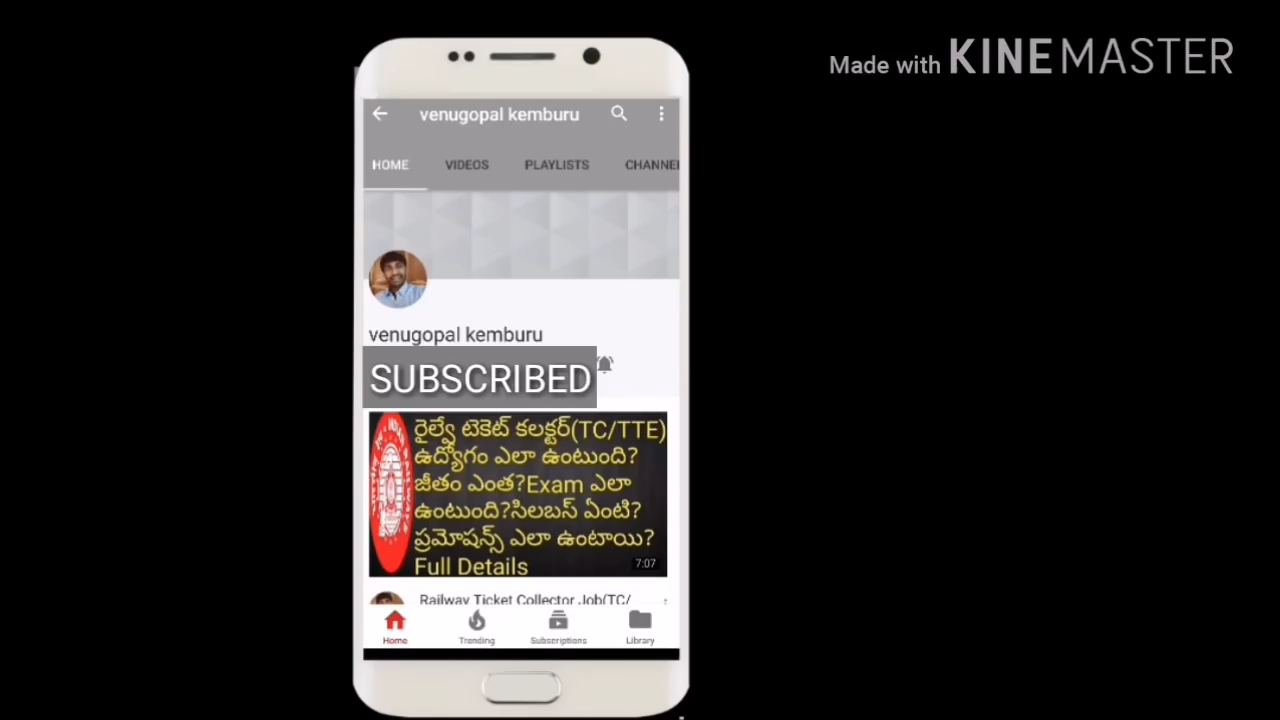 Made with KINEMASTER
venugopal kemburu
HOME VIDEOS PLAYLISTS CHANNEL
venugopal kemburu
SUBSCRIBED
రైల్వే టికెట్ కలక్టర్(TC/TTE)
ఉద్యోగం ఎలా ఉంటుంది?
జీతం ఎంత?Exam ఎలా
ఉంటుంది?సిలబస్ ఏంటి?
ప్రమోషన్స్ ఎలా ఉంటాయి?
Full Details
7:07
Railway Ticket Collector Job(TC/
Home Trending Subscriptions Library